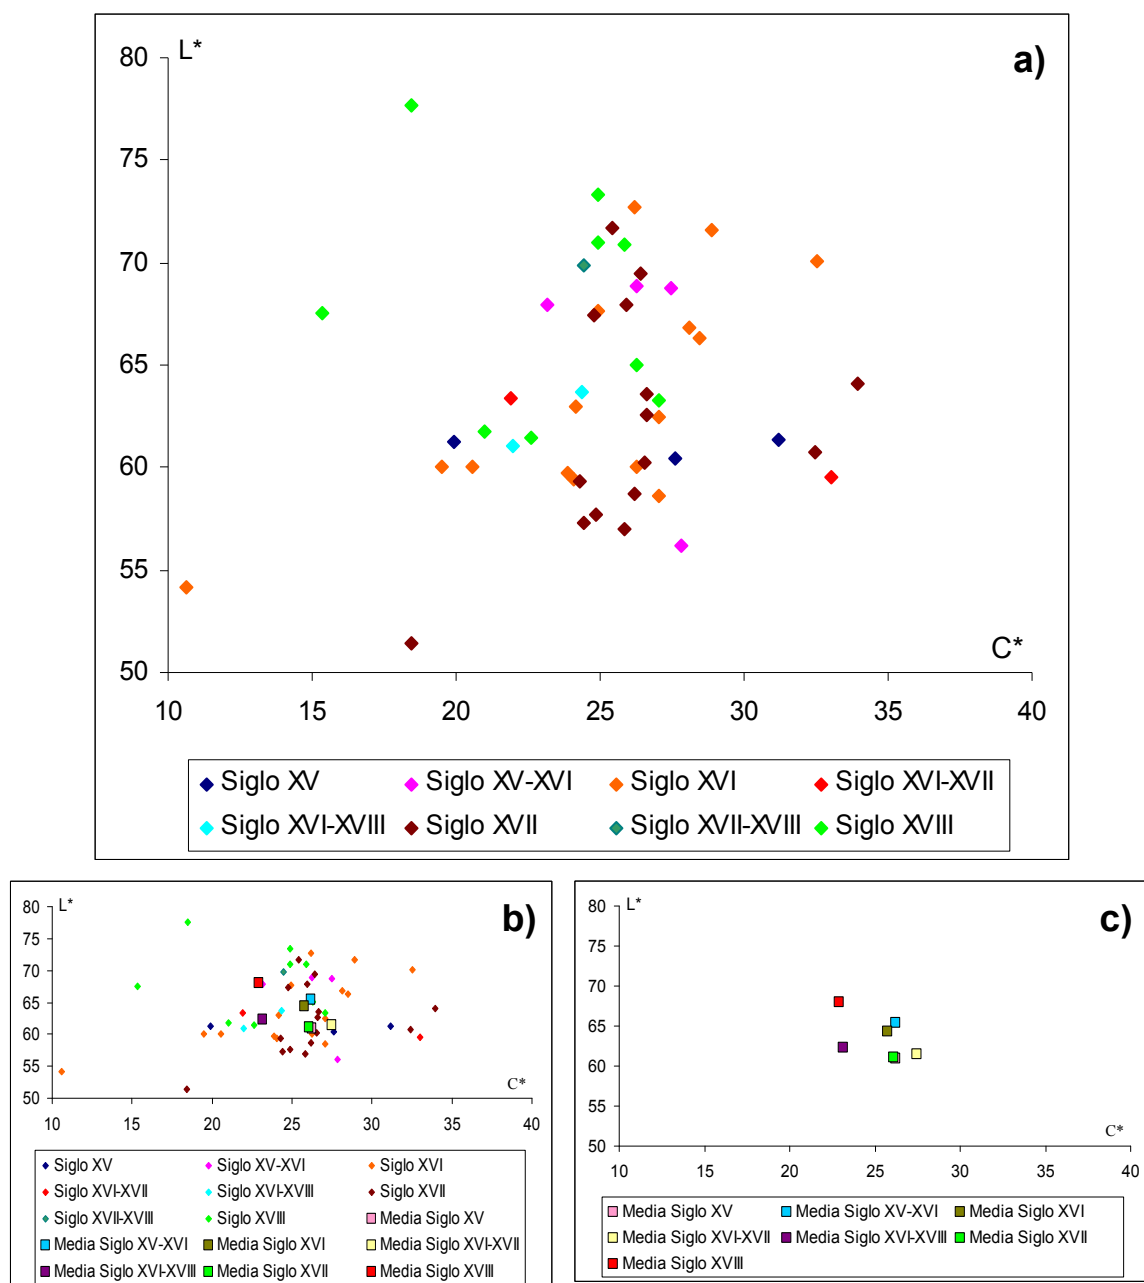 a)
L*
80
75
70
65
60
55
50
C*
10 15 20 25 30 35 40
Siglo XV Siglo XV-XVI Siglo XVI Siglo XVI-XVII
Siglo XVI-XVIII Siglo XVII Siglo XVII-XVIII Siglo XVIII
b)
L*
80
75
70
65
60
55
50
C*
10 15 20 25 30 35 40
Siglo XV Siglo XV-XVI Siglo XVI
Siglo XVI-XVII Siglo XVI-XVIII Siglo XVII
Siglo XVII-XVIII Siglo XVIII Media Siglo XV
Media Siglo XV-XVI Media Siglo XVI Media Siglo XVI-XVII
Media Siglo XVI-XVIII Media Siglo XVII Media Siglo XVIII
c)
L*
80
75
70
65
60
55
50
C*
10 15 20 25 30 35 40
Media Siglo XV Media Siglo XV-XVI Media Siglo XVI
Media Siglo XVI-XVII Media Siglo XVI-XVIII Media Siglo XVII
Media Siglo XVIII